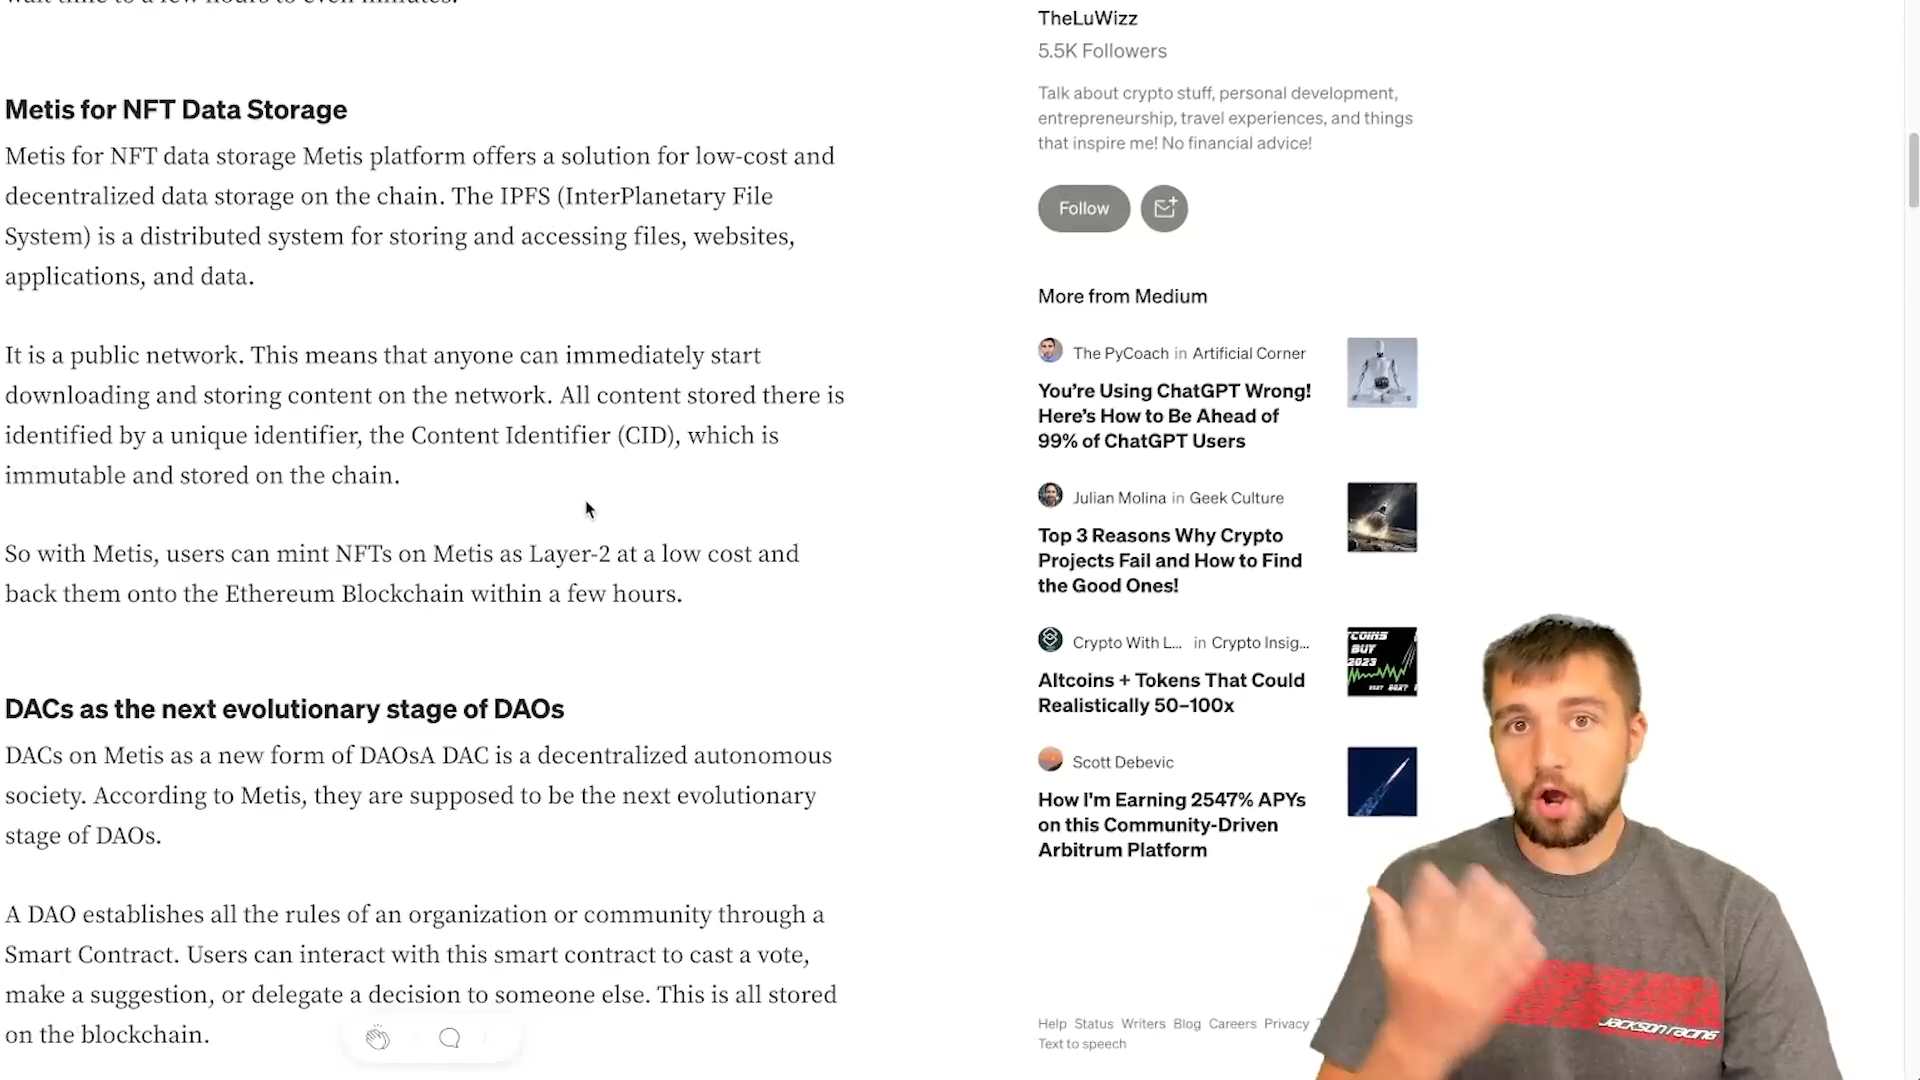 Metis for NFT Data Storage
Metis for NFT data storage Metis platform offers a solution for low-cost and
decentralized data storage on the chain. The IPFS (InterPlanetary File
System) is a distributed system for storing and accessing files, websites,
applications, and data.
It is a public network. This means that anyone can immediately start
downloading and storing content on the network. All content stored there is
identified by a unique identifier, the Content Identifier (CID), which is
immutable and stored on the chain.
So with Metis, users can mint NFTs on Metis as Layer-2 at a low cost and
back them onto the Ethereum Blockchain within a few hours.
DACs as the next evolutionary stage of DAOs
DACs on Metis as a new form of DAOsA DAC is a decentralized autonomous
society. According to Metis, they are supposed to be the next evolutionary
stage of DAOs.
A DAO establishes all the rules of an organization or community through a
Smart Contract. Users can interact with this smart contract to cast a vote,
make a suggestion, or delegate a decision to someone else. This is all stored
on the blockchain.
TheLuWizz
5.5K Followers
Talk about crypto stuff, personal development,
entrepreneurship, travel experiences, and things
that inspire me! No financial advice!
Follow
More from Medium
The PyCoach in Artificial Corner
You're Using ChatGPT Wrong!
Here's How to Be Ahead of
99% of ChatGPT Users
Julian Molina in Geek Culture
Top 3 Reasons Why Crypto
Projects Fail and How to Find
the Good Ones!
Crypto With L... in Crypto Insig...
Altcoins + Tokens That Could
Realistically 50–100x
COINS
BUY
2023
Scott Debevic
How I'm Earning 2547% APYs
on this Community-Driven
Arbitrum Platform
Help Status Writers Blog Careers Privacy
Text to speech
Jackson racing